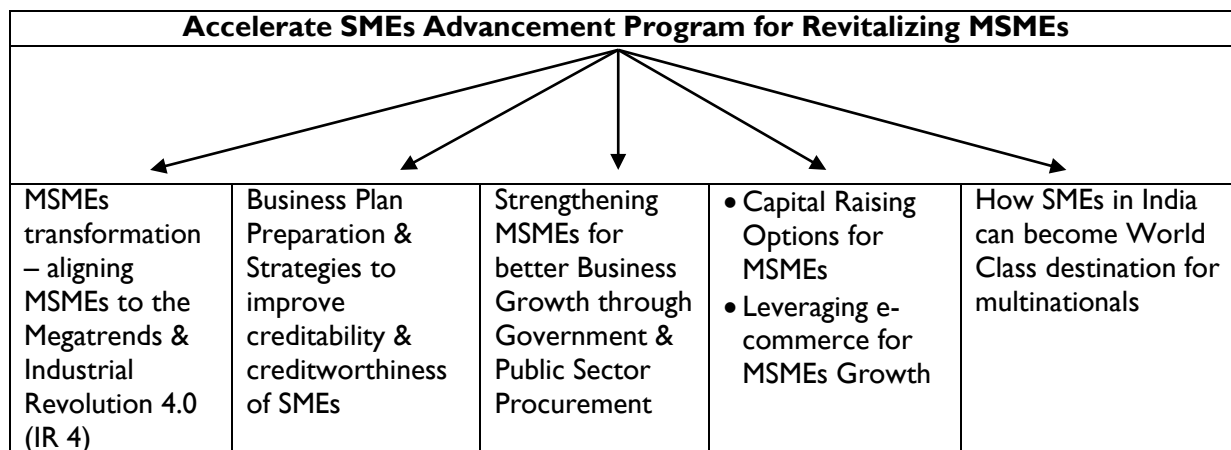 Accelerate SMEs Advancement Program for Revitalizing MSMEs
MSMEs
transformation
– aligning
MSMEs to the
Megatrends &
Industrial
Revolution 4.0
(IR 4)
Business Plan
Preparation &
Strategies to
improve
creditability &
creditworthiness
of SMEs
Strengthening
MSMEs for
better Business
Growth through
Government &
Public Sector
Procurement
• Capital Raising
Options for
MSMEs
• Leveraging e-
commerce for
MSMEs Growth
How SMEs in India
can become World
Class destination for
multinationals